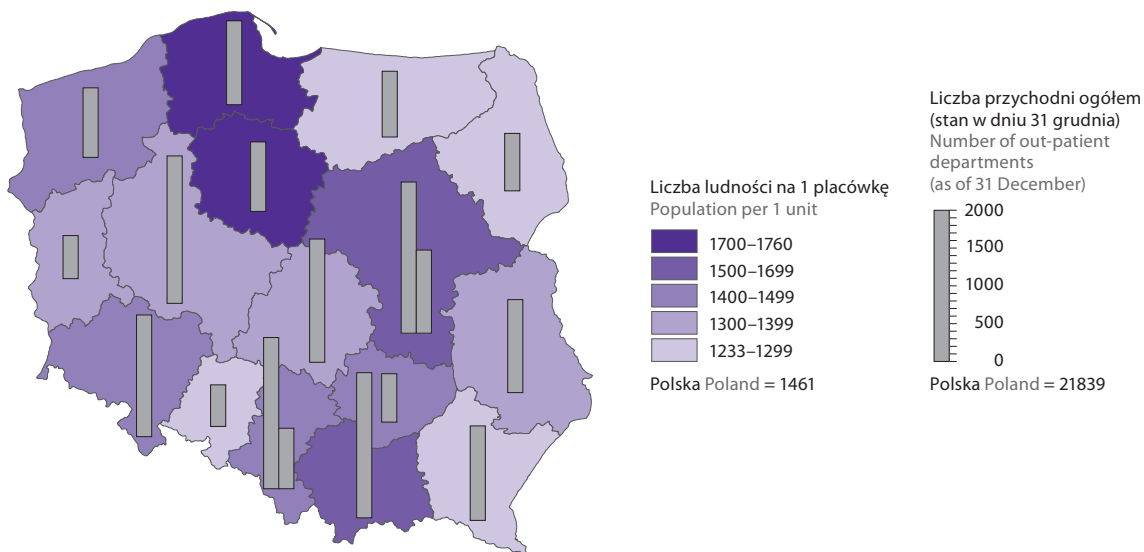 Liczba ludności na 1 placówkę
Population per 1 unit
1700–1760
1500–1699
1400–1499
1300–1399
1233–1299
Polska Poland = 1461
Liczba przychodni ogółem
(stan w dniu 31 grudnia)
Number of out-patient
departments
(as of 31 December)
2000
1500
1000
500
0
Polska Poland = 21839